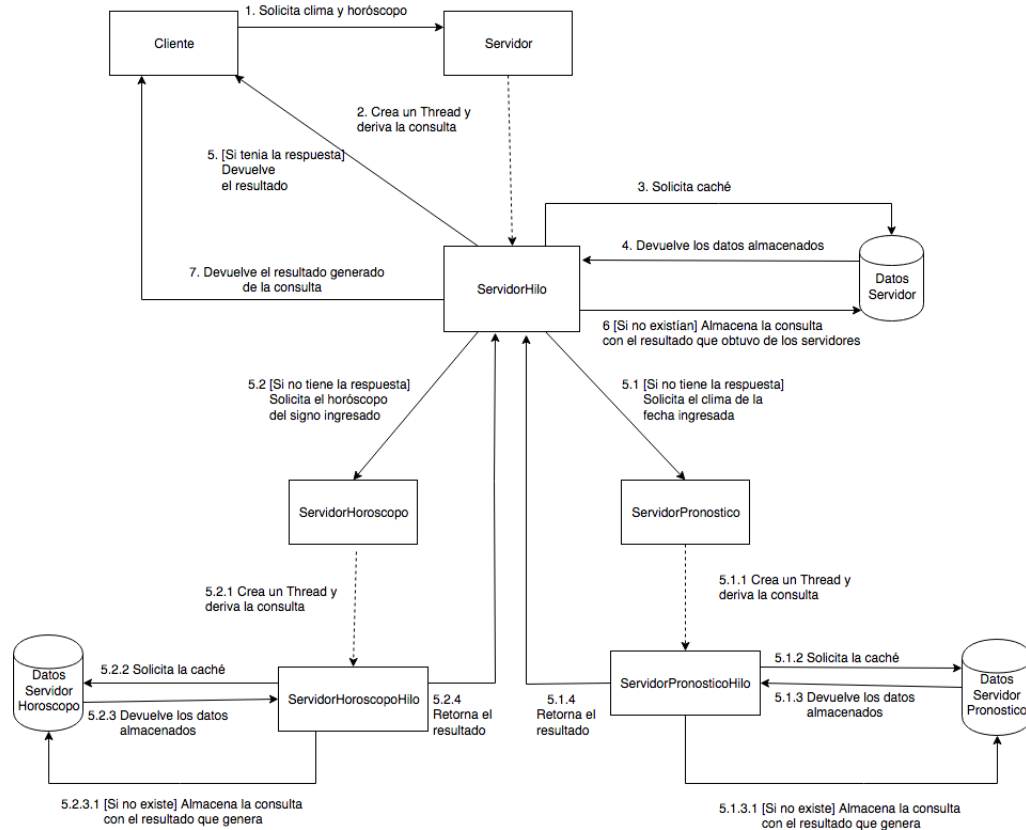 1. Solicita clima y horóscopo
Cliente
Servidor
2. Crea un Thread y
deriva la consulta
5. [Si tenia la respuesta]
Devuelve
el resultado
3. Solicita caché
4. Devuelve los datos almacenados
Datos
Servidor
7. Devuelve el resultado generado
de la consulta
ServidorHilo
6 [Si no existían] Almacena la consulta
con el resultado que obtuvo de los servidores
5.2 [Si no tiene la respuesta]
Solicita el horóscopo
del signo ingresado
5.1 [Si no tiene la respuesta]
Solicita el clima de la
fecha ingresada
ServidorHoroscopo
ServidorPronostico
5.2.1 Crea un Thread y
deriva la consulta
5.1.1 Crea un Thread y
deriva la consulta
Datos
Servidor
Horoscopo
5.2.2 Solicita la caché
5.2.3 Devuelve los datos
almacenados
ServidorHoroscopoHilo
5.2.4
Retorna el
resultado
5.1.4
Retorna el
resultado
ServidorPronosticoHilo
5.1.2 Solicita la caché
5.1.3 Devuelve los datos
almacenados
Datos
Servidor
Pronostico
5.2.3.1 [Si no existe] Almacena la consulta
con el resultado que genera
5.1.3.1 [Si no existe] Almacena la consulta
con el resultado que genera